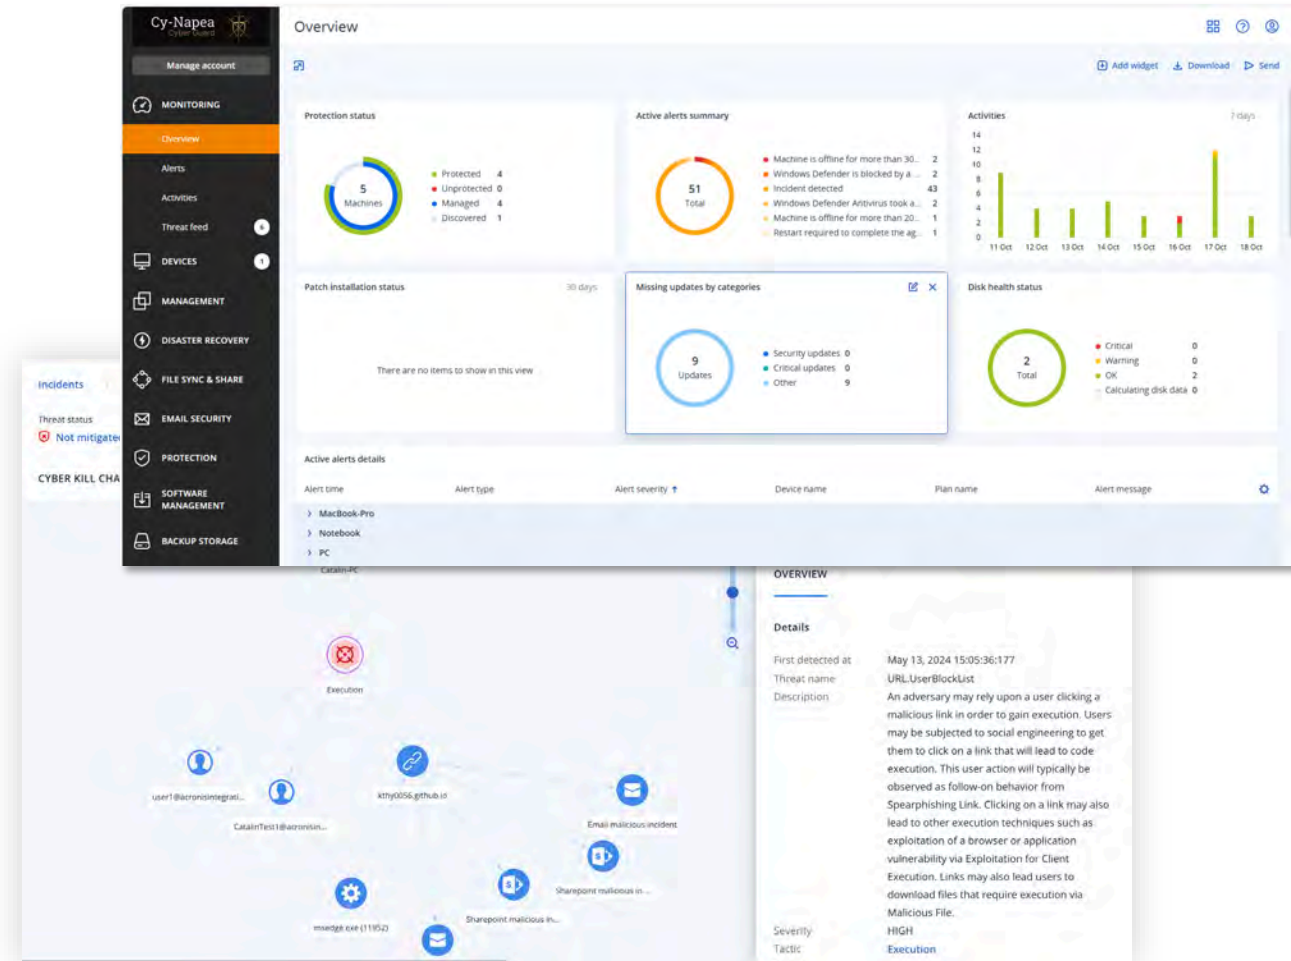 Cy-Napea
Cyber Guard
Manage account
MONITORING
Overview
Alerts
Activities
Threat feed 6
DEVICES 1
MANAGEMENT
DISASTER RECOVERY
FILE SYNC & SHARE
EMAIL SECURITY
PROTECTION
SOFTWARE
MANAGEMENT
BACKUP STORAGE
Overview
Add widget Download Send
Protection status
5
Machines
Protected 4
Unprotected 0
Managed 4
Discovered 1
Active alerts summary
51
Total
Machine is offline for more than 30... 2
Windows Defender is blocked by a ... 2
Incident detected 43
Windows Defender Antivirus took a... 2
Machine is offline for more than 20... 1
Restart required to complete the ag... 1
Activities 7 days
14
12
10
8
6
4
2
0
11 Oct 12 Oct 13 Oct 14 Oct 15 Oct 16 Oct 17 Oct 18 Oct
Patch installation status 30 days
There are no items to show in this view
Missing updates by categories
9
Updates
Security updates 0
Critical updates 0
Other 9
Disk health status
2
Total
Critical 0
Warning 0
OK 2
Calculating disk data 0
Active alerts details
Alert time Alert type Alert severity Device name Plan name Alert message
MacBook-Pro
Notebook
PC
Incidents
Threat status
Not mitigated
CYBER KILL CHA
Catalin-PC
Execution
user1@acronisintegrati...
CatalinTest1@acronisin...
kthy0056.github.io
Email malicious incident
Sharepoint malicious in...
Sharepoint malicious in...
msedge.exe (11952)
OVERVIEW
Details
First detected at May 13, 2024 15:05:36:177
Threat name URL.UserBlockList
Description An adversary may rely upon a user clicking a
malicious link in order to gain execution. Users
may be subjected to social engineering to get
them to click on a link that will lead to code
execution. This user action will typically be
observed as follow-on behavior from
Spearphishing Link. Clicking on a link may also
lead to other execution techniques such as
exploitation of a browser or application
vulnerability via Exploitation for Client
Execution. Links may also lead users to
download files that require execution via
Malicious File.
Severity HIGH
Tactic Execution